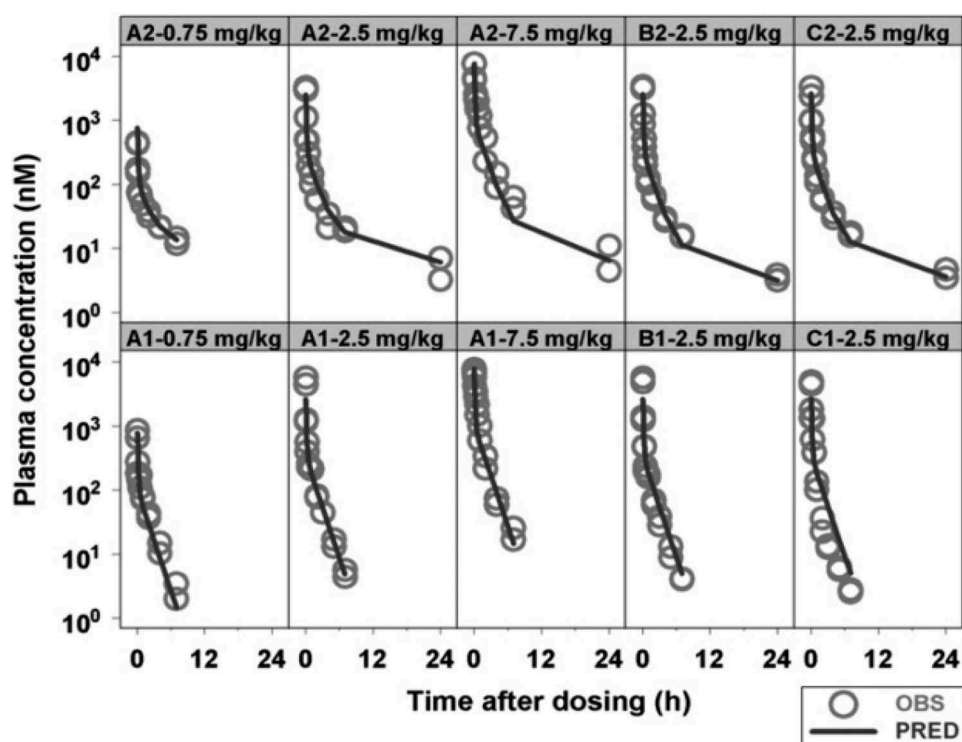 A2-0.75 mg/kg A2-2.5 mg/kg A2-7.5 mg/kg B2-2.5 mg/kg C2-2.5 mg/kg
10⁴
10³
10²
10¹
10⁰
A1-0.75 mg/kg A1-2.5 mg/kg A1-7.5 mg/kg B1-2.5 mg/kg C1-2.5 mg/kg
10⁴
10³
10²
10¹
10⁰
Plasma concentration (nM)
0 12 24 0 12 24 0 12 24 0 12 24 0 12 24
Time after dosing (h)
OBS
PRED